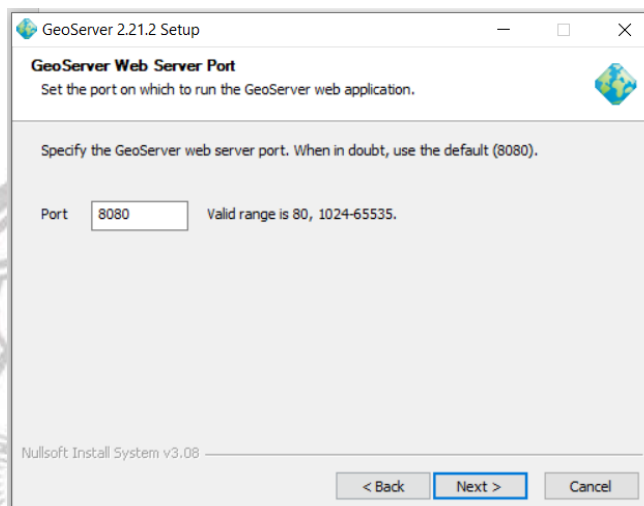 GeoServer 2.21.2 Setup
GeoServer Web Server Port
Set the port on which to run the GeoServer web application.
Specify the GeoServer web server port. When in doubt, use the default (8080).
Port 8080 Valid range is 80, 1024-65535.
Nullsoft Install System v3.08
< Back Next > Cancel